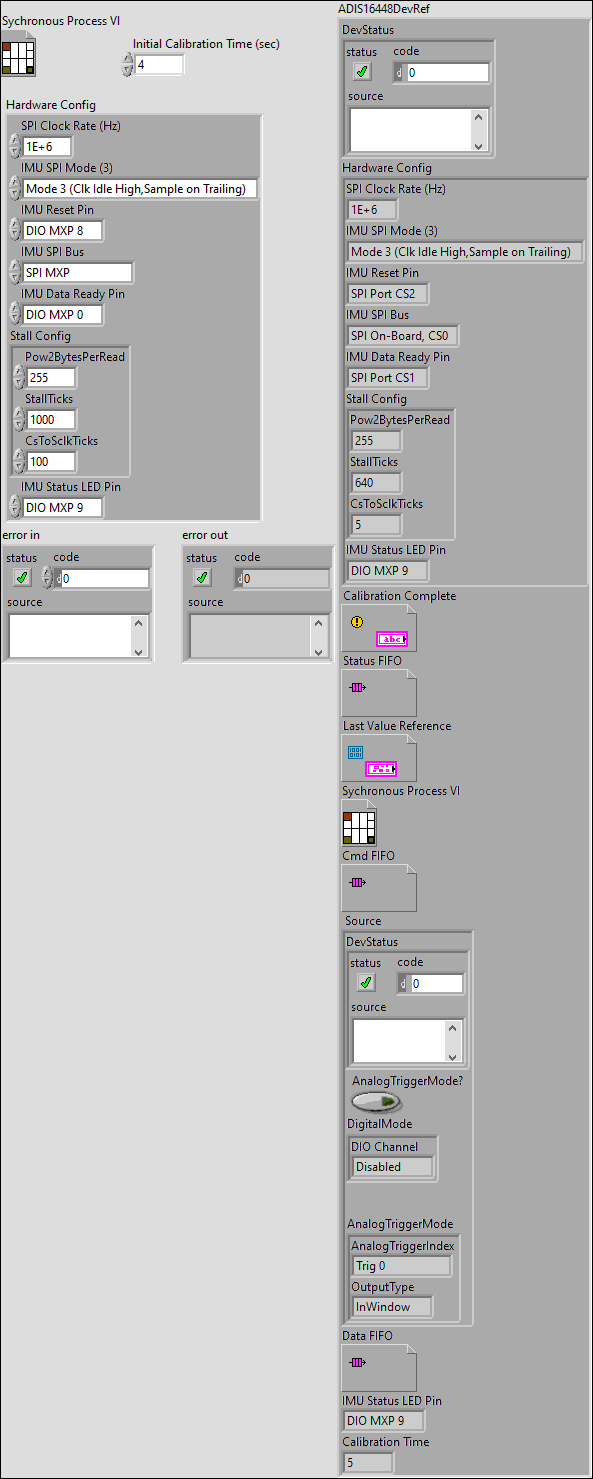 Sychronous Process VI
Initial Calibration Time (sec)
4
Hardware Config
SPI Clock Rate (Hz)
1E+6
IMU SPI Mode (3)
Mode 3 (Clk Idle High,Sample on Trailing)
IMU Reset Pin
DIO MXP 8
IMU SPI Bus
SPI MXP
IMU Data Ready Pin
DIO MXP 0
Stall Config
Pow2BytesPerRead
255
StallTicks
1000
CsToSclkTicks
100
IMU Status LED Pin
DIO MXP 9
error in
status code
d 0
source
error out
status code
d 0
source
ADIS16448DevRef
DevStatus
status code
d 0
source
Hardware Config
SPI Clock Rate (Hz)
1E+6
IMU SPI Mode (3)
Mode 3 (Clk Idle High,Sample on Trailing)
IMU Reset Pin
SPI Port CS2
IMU SPI Bus
SPI On-Board, CS0
IMU Data Ready Pin
SPI Port CS1
Stall Config
Pow2BytesPerRead
255
StallTicks
640
CsToSclkTicks
5
IMU Status LED Pin
DIO MXP 9
Calibration Complete
abc
Status FIFO
Last Value Reference
Sychronous Process VI
Cmd FIFO
Source
DevStatus
status code
d 0
source
AnalogTriggerMode?
DigitalMode
DIO Channel
Disabled
AnalogTriggerMode
AnalogTriggerIndex
Trig 0
OutputType
InWindow
Data FIFO
IMU Status LED Pin
DIO MXP 9
Calibration Time
5